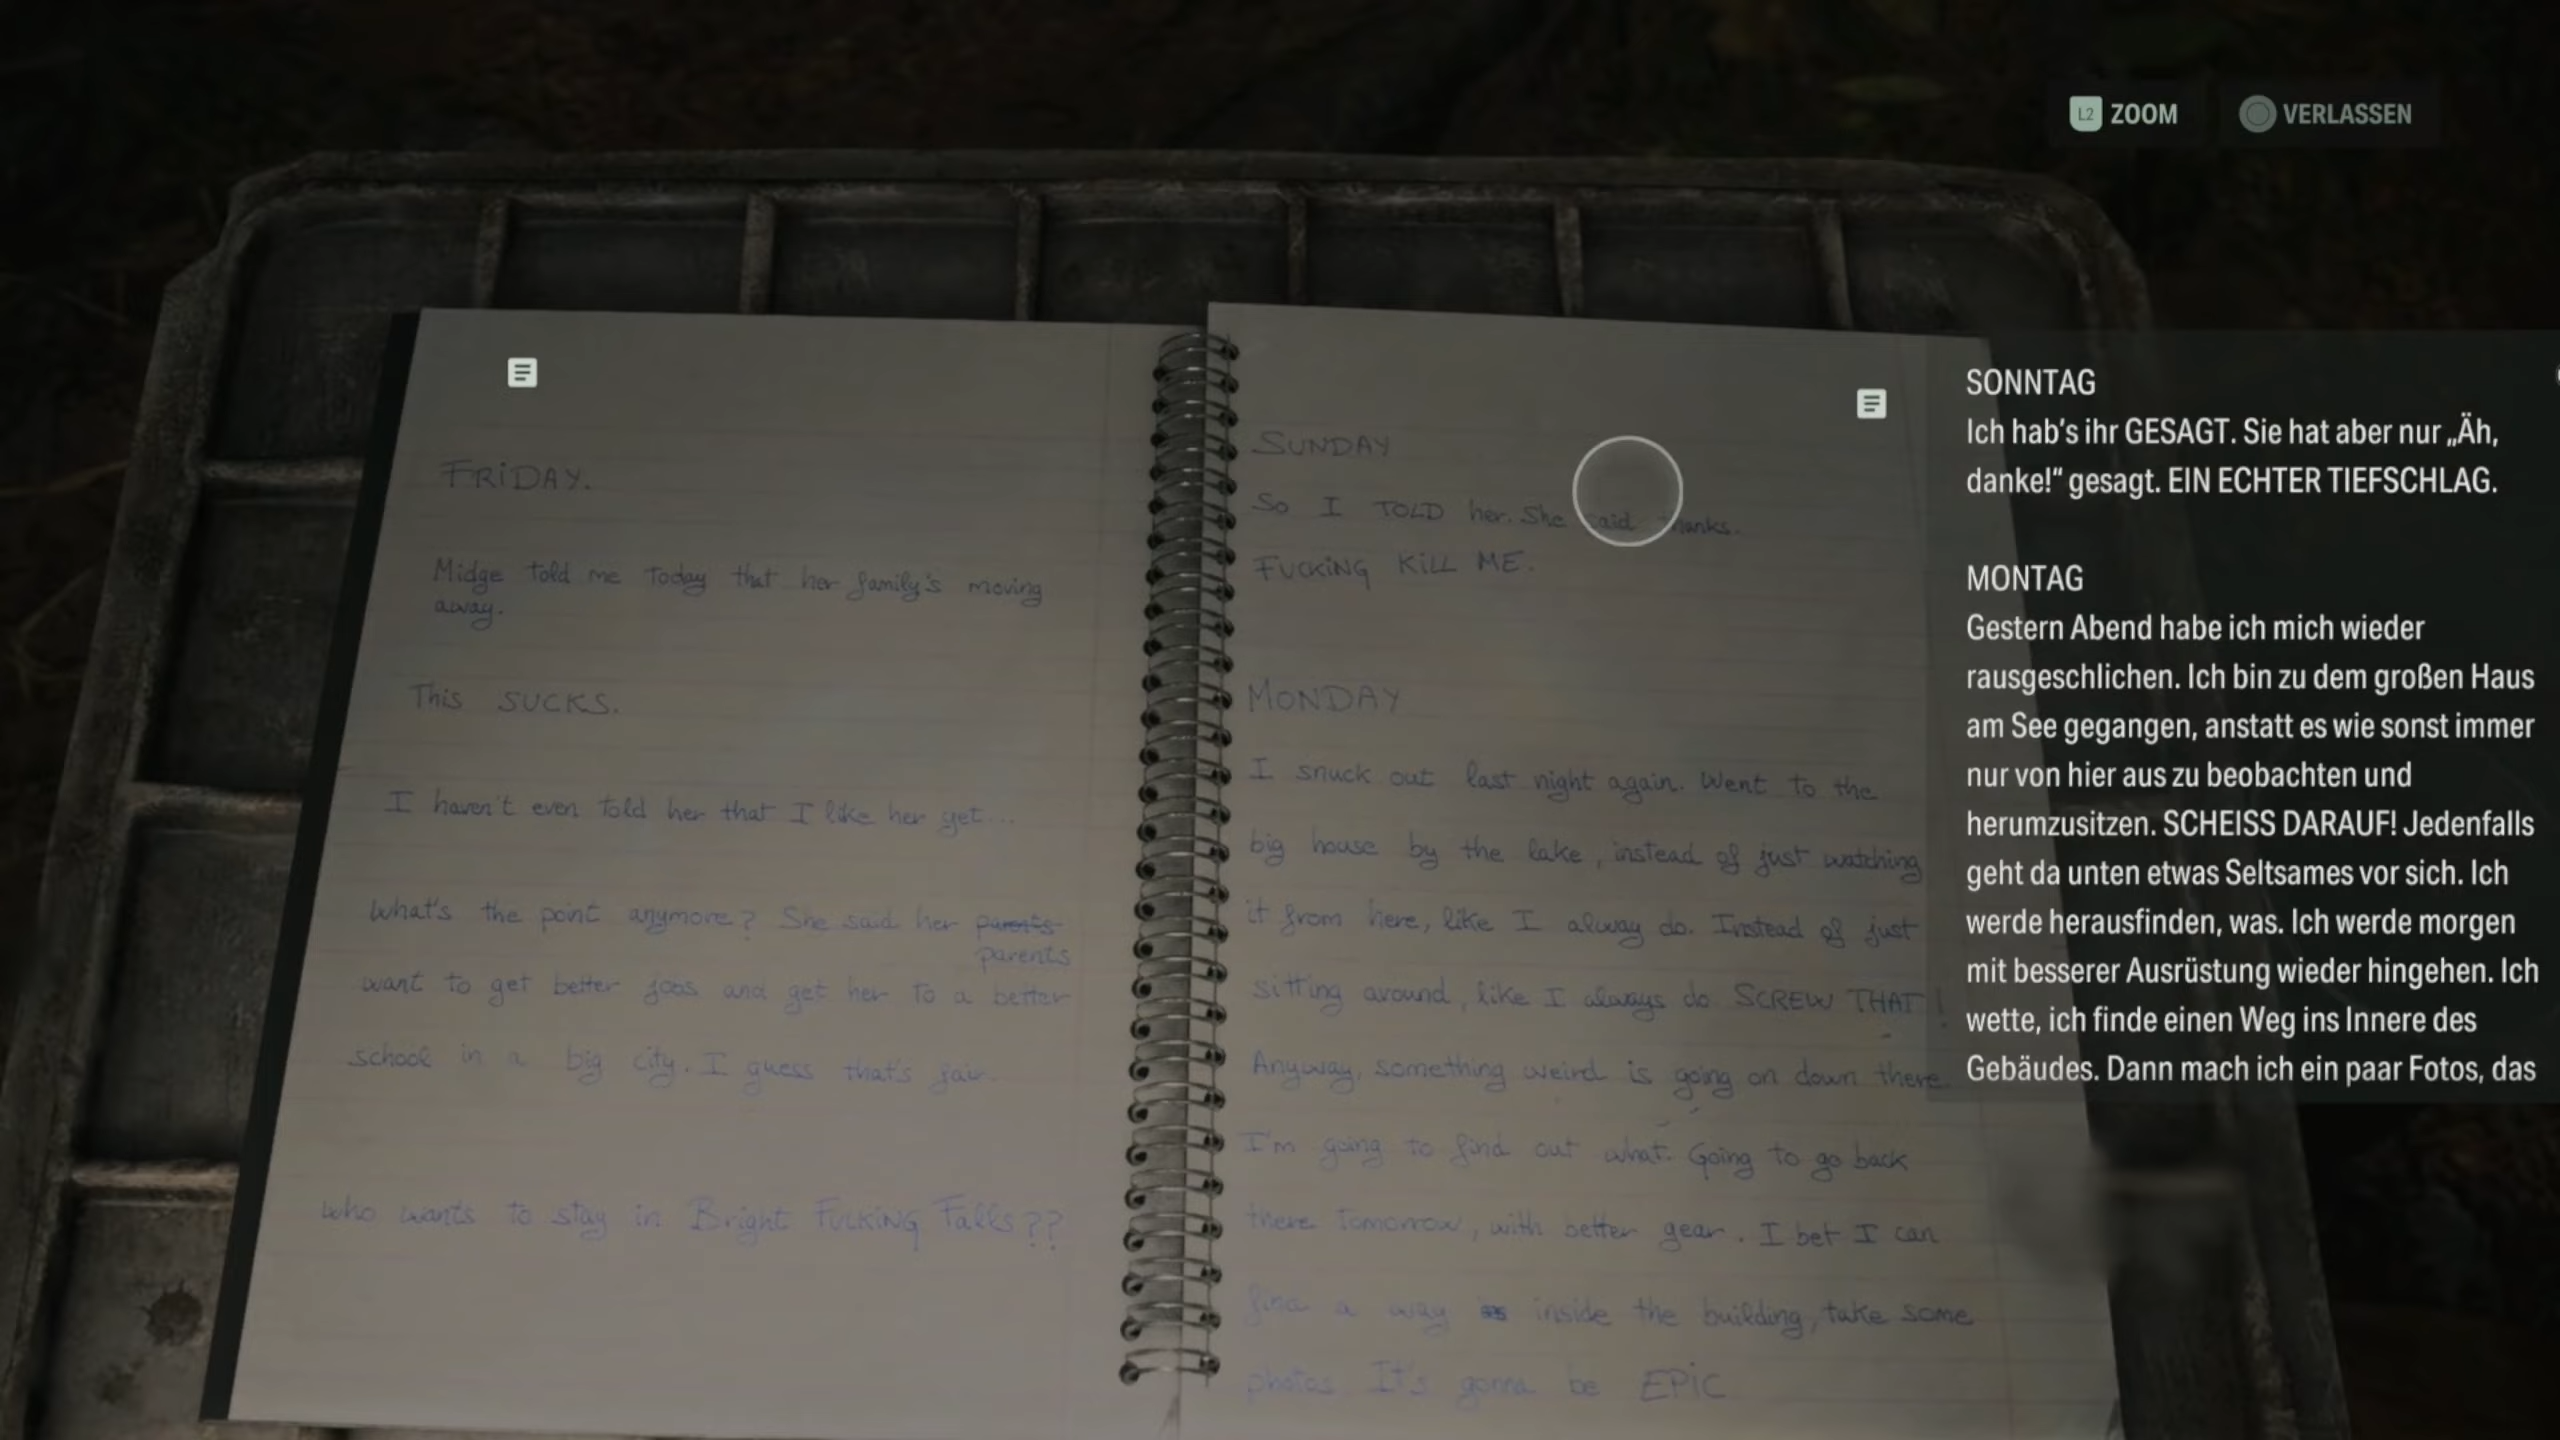 ZOOM
VERLASSEN
FRiDAY.
Midge told me today that her family's moving
away.
This SUCKS.
I haven't even told her that I like her yet...
What's the point anymore? She said her parents
parents
want to get better jobs and get her to a better
school in a big city. I guess that's fair.
who wants to stay in Bright FUCKiNG Falls??
SUNDAY
So I TOLD her. She said thanks.
FUCKiNG KiLL ME.
MONDAY
I snuck out last night again. Went to the
big house by the lake, instead of just watching
it from here, like I alway do. Instead of just
sitting around, like I always do SCREW THAT!
Anyway, something weird is going on down there.
I'm going to find out what. Going to go back
there tomorrow, with better gear. I bet I can
find a way inside the building, take some
photos It's gonna be EPiC
SONNTAG
Ich hab's ihr GESAGT. Sie hat aber nur „Äh,
danke!“ gesagt. EIN ECHTER TIEFSCHLAG.
MONTAG
Gestern Abend habe ich mich wieder
rausgeschlichen. Ich bin zu dem großen Haus
am See gegangen, anstatt es wie sonst immer
nur von hier aus zu beobachten und
herumzusitzen. SCHEISS DARAUF! Jedenfalls
geht da unten etwas Seltsames vor sich. Ich
werde herausfinden, was. Ich werde morgen
mit besserer Ausrüstung wieder hingehen. Ich
wette, ich finde einen Weg ins Innere des
Gebäudes. Dann mach ich ein paar Fotos, das